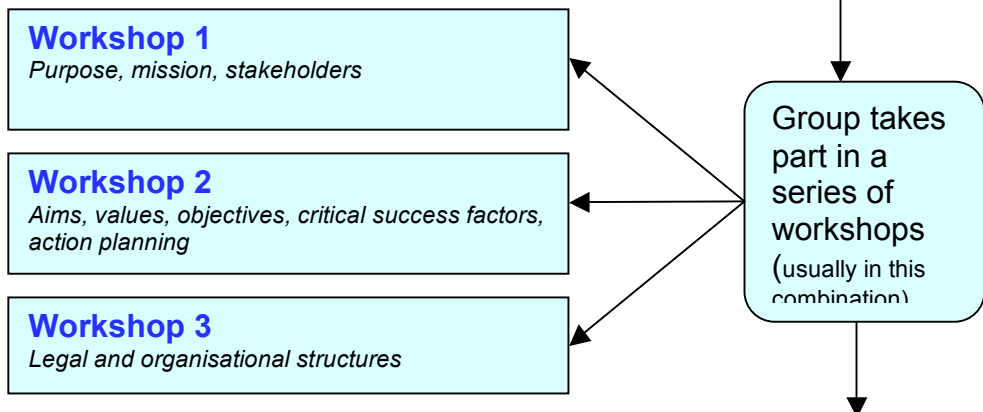 Workshop 1
Purpose, mission, stakeholders
Workshop 2
Aims, values, objectives, critical success factors,
action planning
Workshop 3
Legal and organisational structures
Group takes
part in a
series of
workshops
(usually in this
combination)